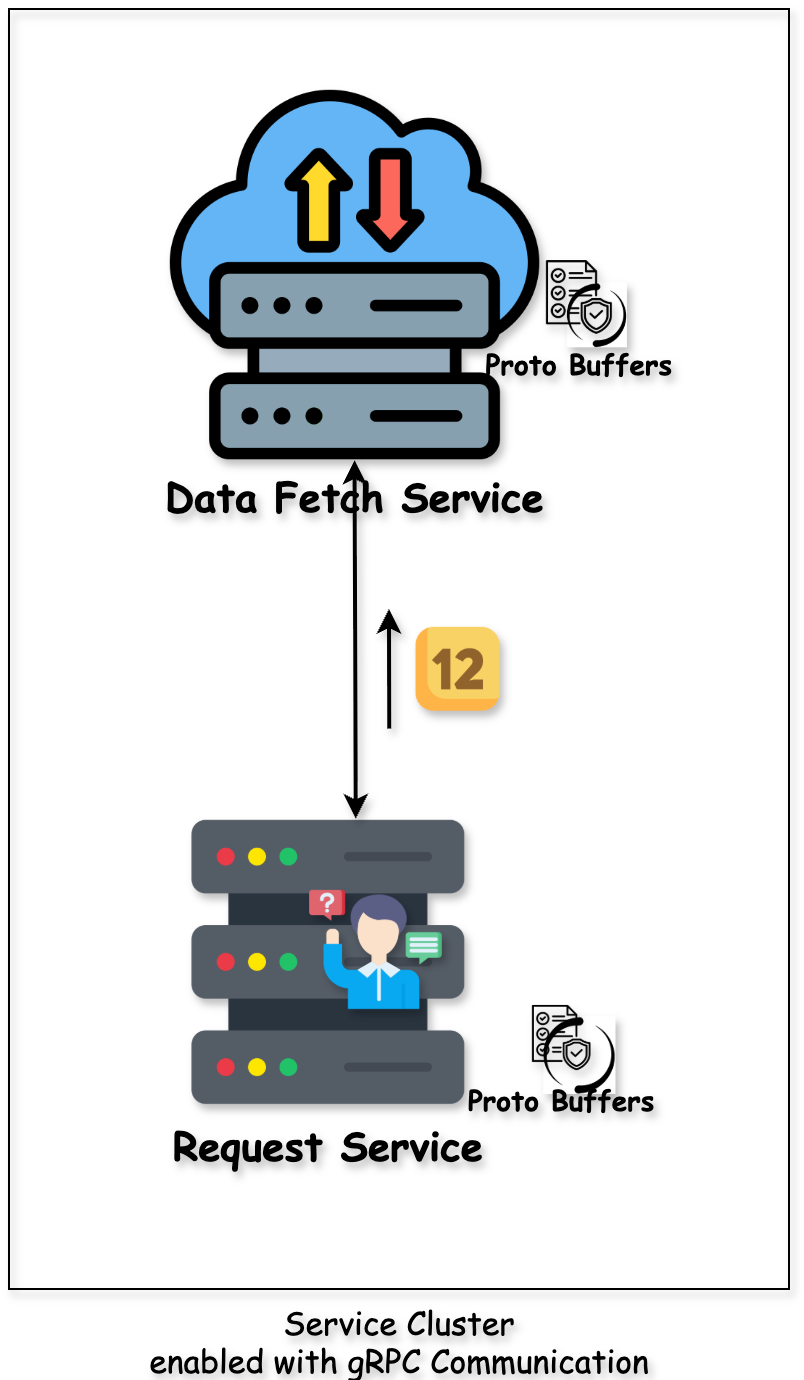 Proto Buffers
Data Fetch Service
12
?
Proto Buffers
Request Service
Service Cluster
enabled with gRPC Communication